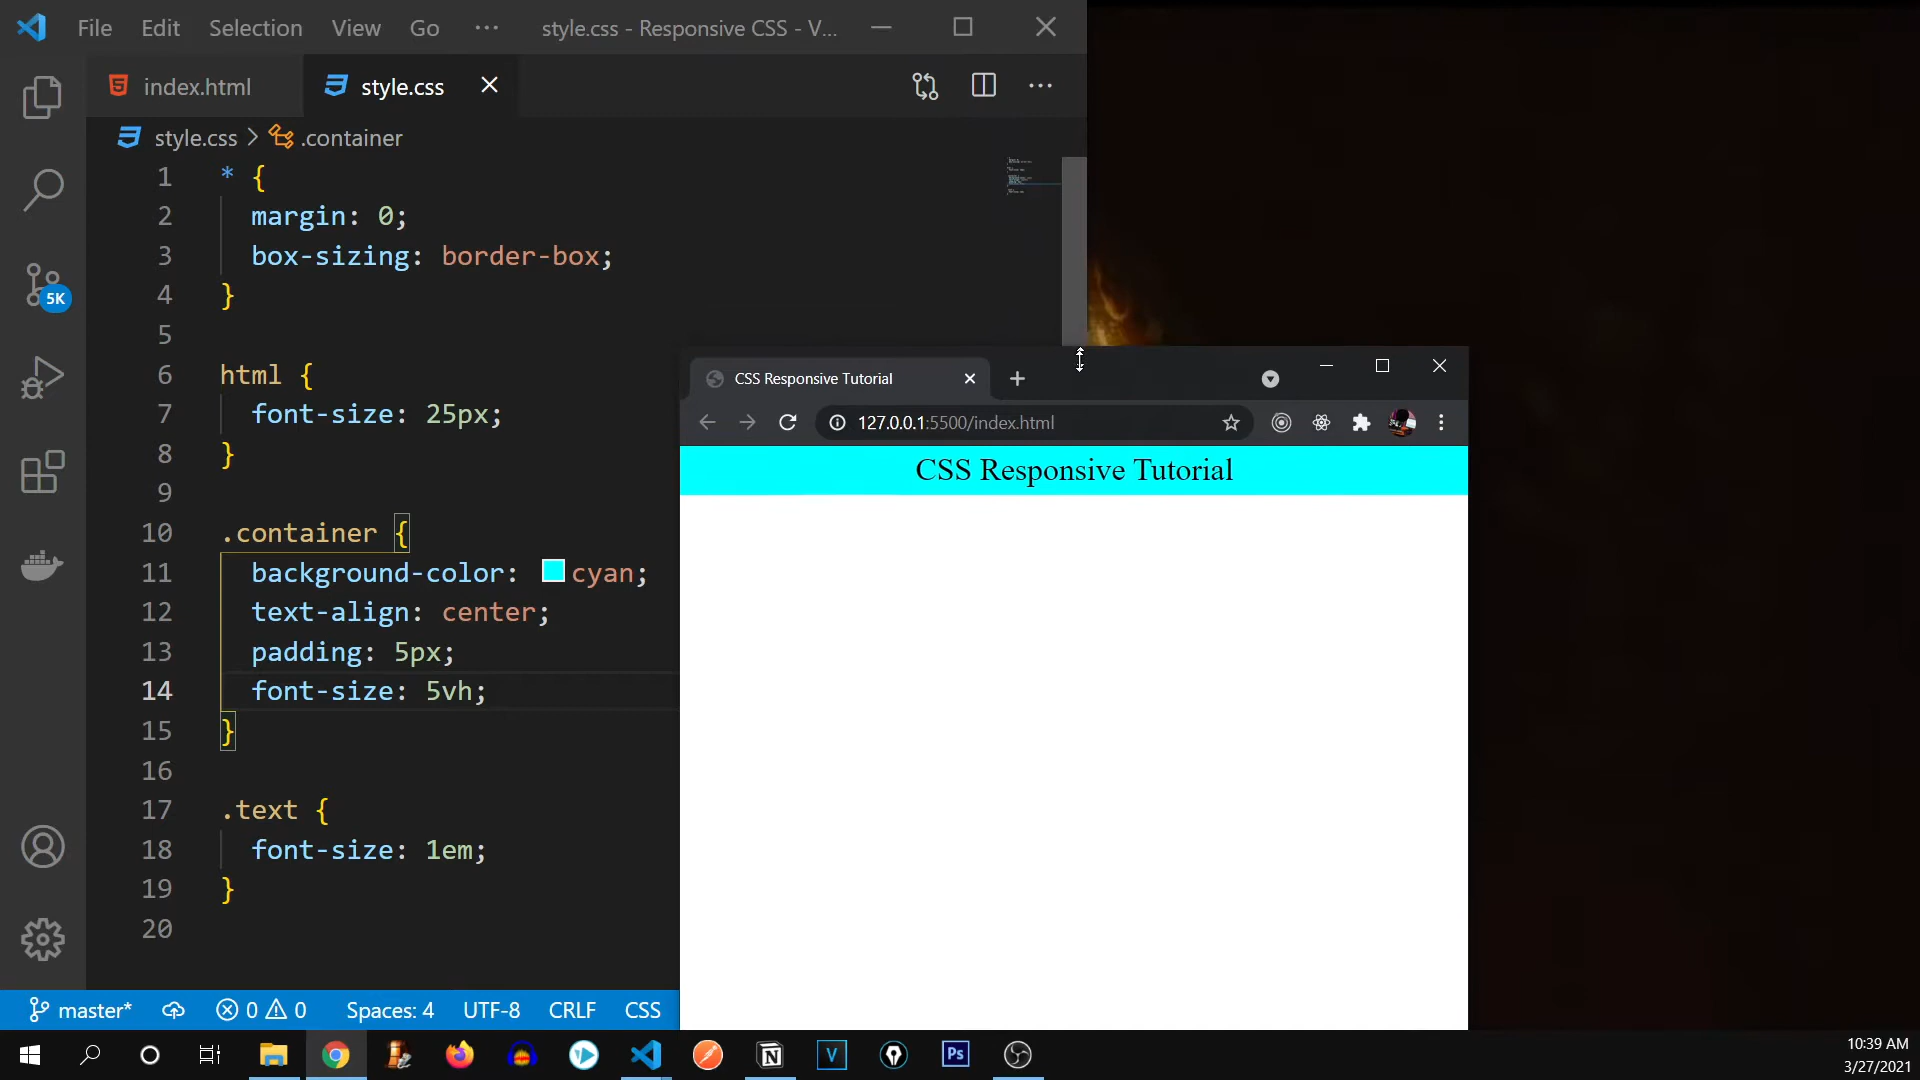 File Edit Selection View Go ··· style.css - Responsive CSS - V...
index.html style.css
style.css > .container
1 * {
2 margin: 0;
3 box-sizing: border-box;
4 }
5
6 html {
7 font-size: 25px;
8 }
9
10 .container {
11 background-color: cyan;
12 text-align: center;
13 padding: 5px;
14 font-size: 5vh;
15 }
16
17 .text {
18 font-size: 1em;
19 }
20
5K
CSS Responsive Tutorial
127.0.0.1:5500/index.html
CSS Responsive Tutorial
master* 0 0 Spaces: 4 UTF-8 CRLF CSS
N V Ps
10:39 AM
3/27/2021